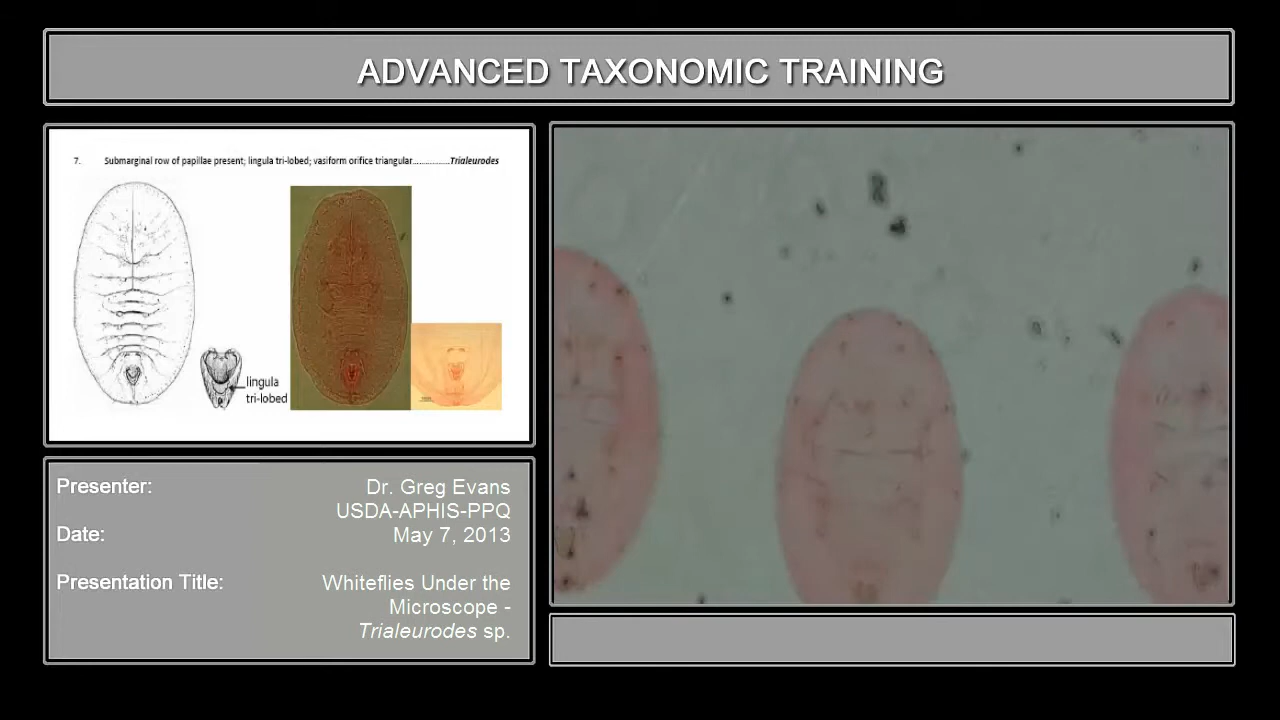 ADVANCED TAXONOMIC TRAINING
7. Submarginal row of papillae present; lingula tri-lobed; vasiform orifice triangular...............Trialeurodes
lingula
tri-lobed
Presenter: Dr. Greg Evans
USDA-APHIS-PPQ
Date: May 7, 2013
Presentation Title: Whiteflies Under the
Microscope -
Trialeurodes sp.